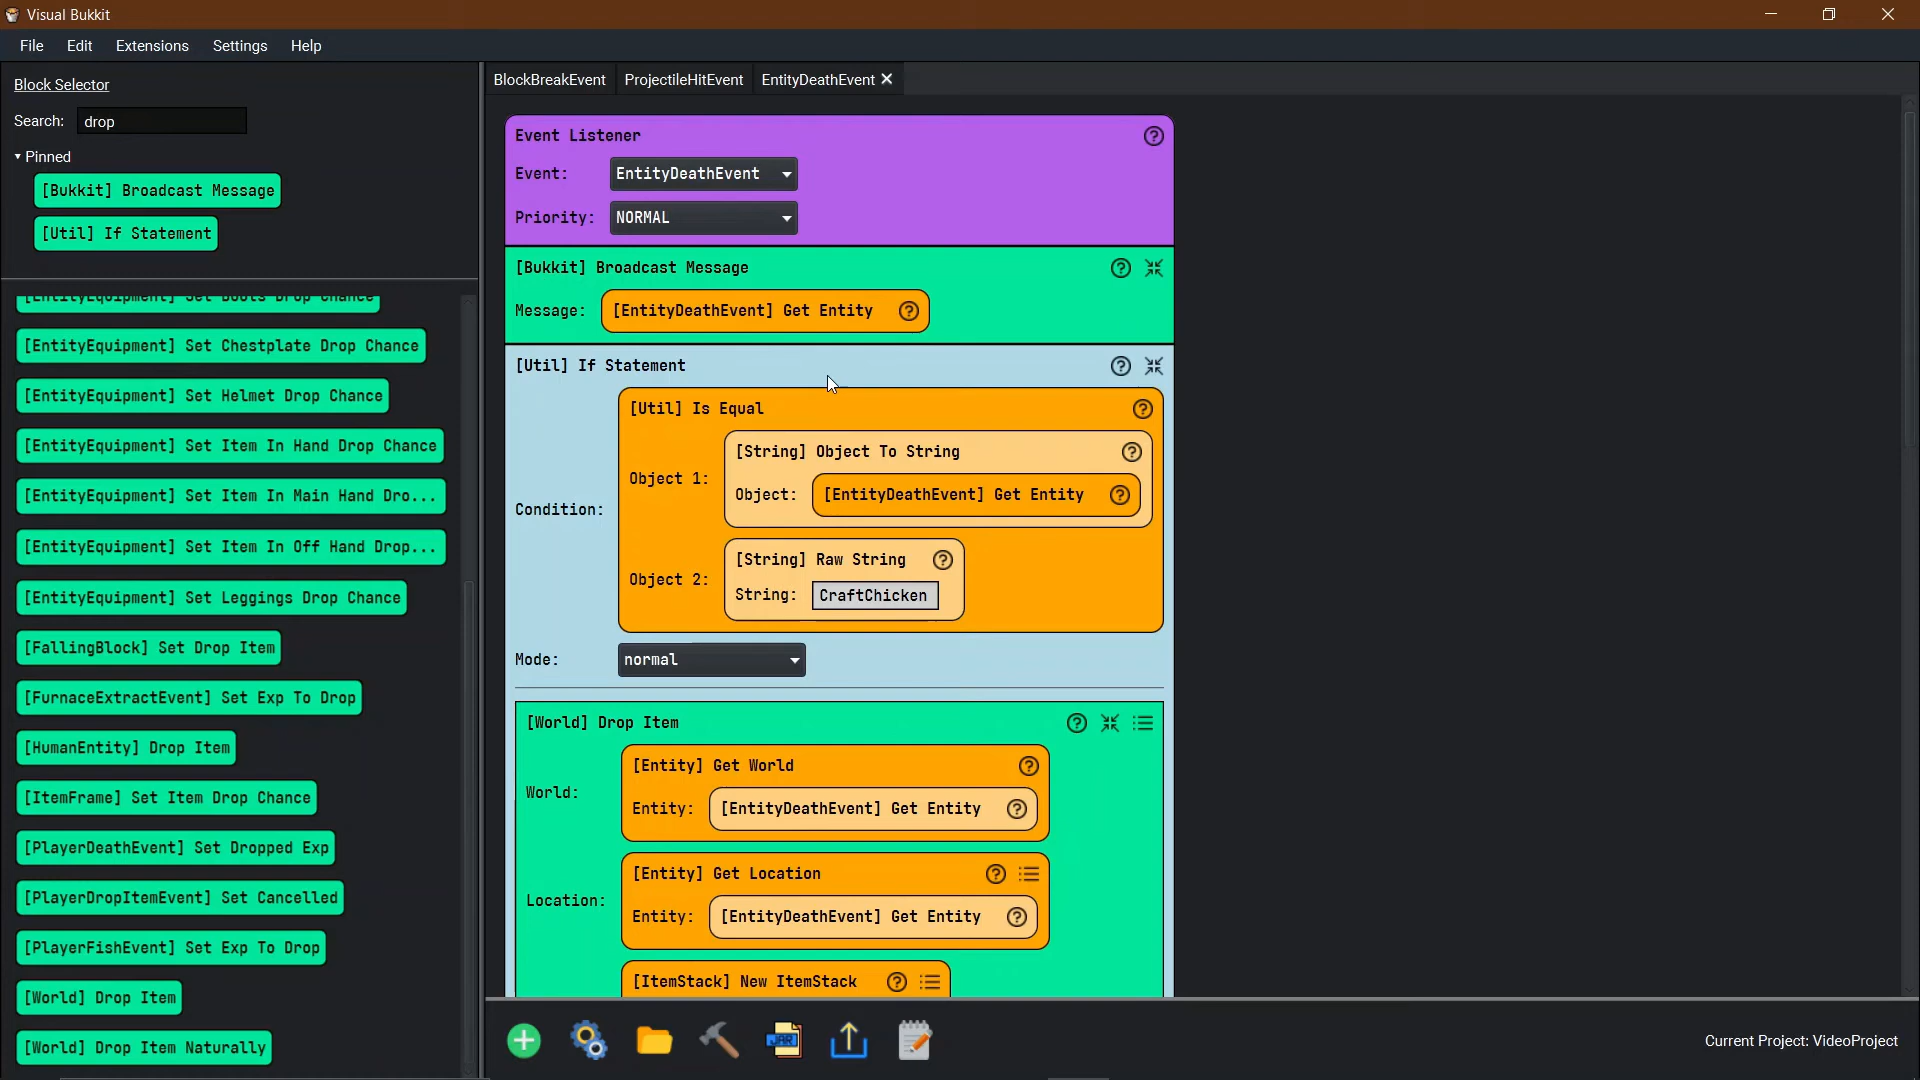 Visual Bukkit
File Edit Extensions Settings Help
Block Selector
Search: drop
Pinned
[Bukkit] Broadcast Message
[Util] If Statement
[EntityEquipment] Set Boots Drop Chance
[EntityEquipment] Set Chestplate Drop Chance
[EntityEquipment] Set Helmet Drop Chance
[EntityEquipment] Set Item In Hand Drop Chance
[EntityEquipment] Set Item In Main Hand Dro...
[EntityEquipment] Set Item In Off Hand Drop...
[EntityEquipment] Set Leggings Drop Chance
[FallingBlock] Set Drop Item
[FurnaceExtractEvent] Set Exp To Drop
[HumanEntity] Drop Item
[ItemFrame] Set Item Drop Chance
[PlayerDeathEvent] Set Dropped Exp
[PlayerDropItemEvent] Set Cancelled
[PlayerFishEvent] Set Exp To Drop
[World] Drop Item
[World] Drop Item Naturally
BlockBreakEvent ProjectileHitEvent EntityDeathEvent
Event Listener
Event: EntityDeathEvent
Priority: NORMAL
[Bukkit] Broadcast Message
Message: [EntityDeathEvent] Get Entity
[Util] If Statement
[Util] Is Equal
[String] Object To String
Object 1:
Object: [EntityDeathEvent] Get Entity
Condition:
[String] Raw String
Object 2:
String: CraftChicken
Mode: normal
[World] Drop Item
[Entity] Get World
World:
Entity: [EntityDeathEvent] Get Entity
[Entity] Get Location
Location:
Entity: [EntityDeathEvent] Get Entity
[ItemStack] New ItemStack
JAR
Current Project: VideoProject